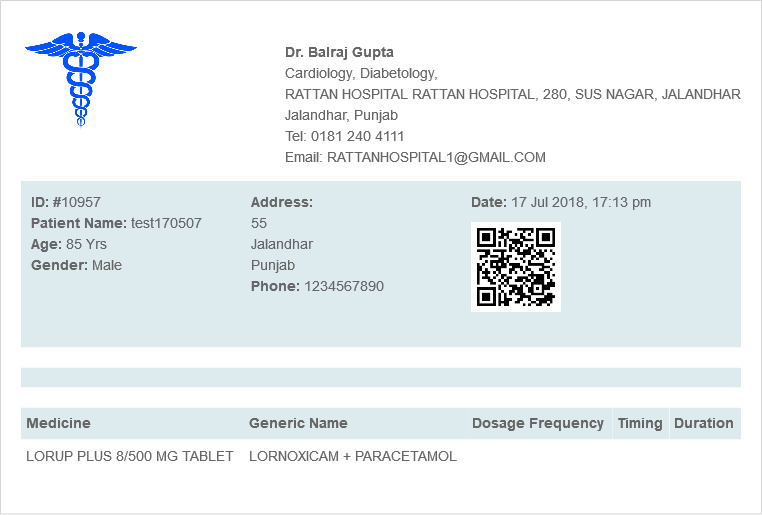 Dr. Balraj Gupta
Cardiology, Diabetology,
RATTAN HOSPITAL RATTAN HOSPITAL, 280, SUS NAGAR, JALANDHAR
Jalandhar, Punjab
Tel: 0181 240 4111
Email: RATTANHOSPITAL1@GMAIL.COM
ID: #10957
Patient Name: test170507
Age: 85 Yrs
Gender: Male
Address:
55
Jalandhar
Punjab
Phone: 1234567890
Date: 17 Jul 2018, 17:13 pm
Medicine Generic Name Dosage Frequency Timing Duration
LORUP PLUS 8/500 MG TABLET LORNOXICAM + PARACETAMOL